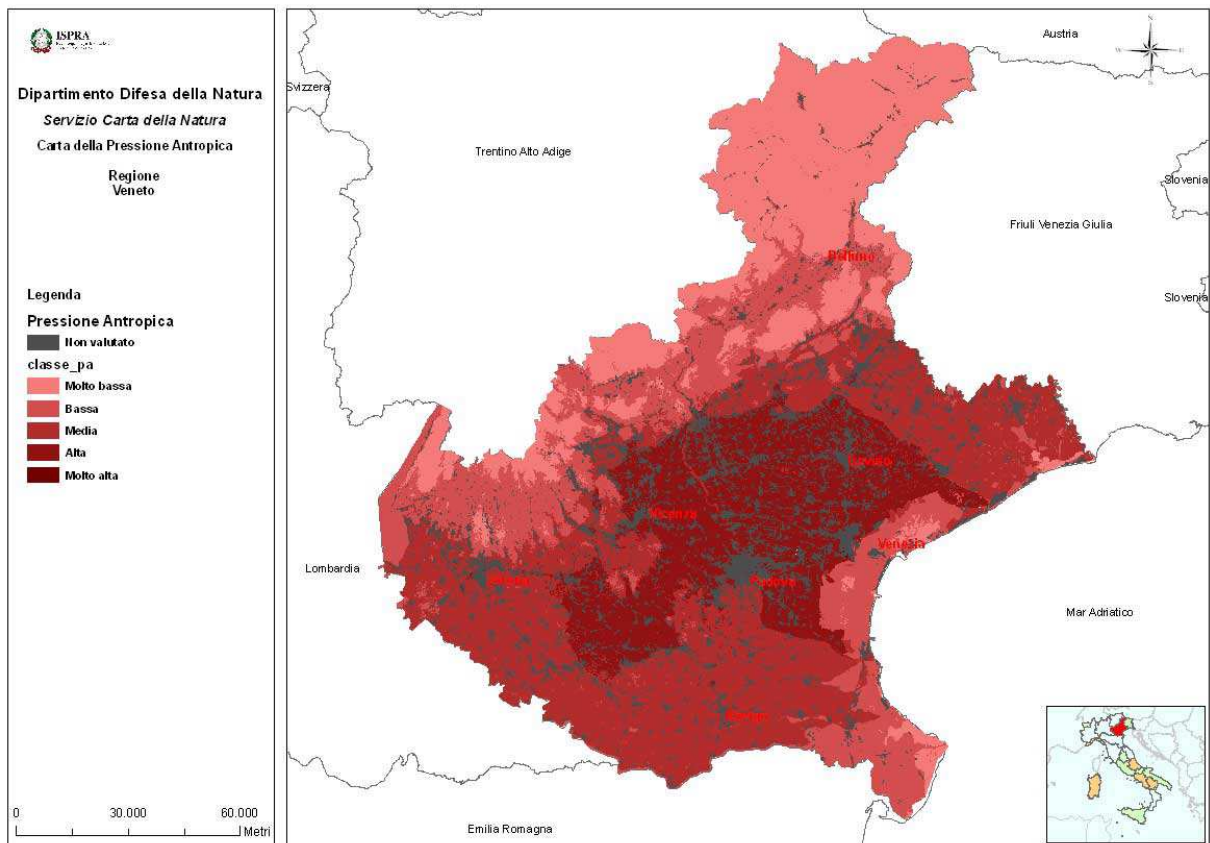 ISPRA
Dipartimento Difesa della Natura
Servizio Carta della Natura
Carta della Pressione Antropica
Regione
Veneto
Legenda
Pressione Antropica
Non valutato
classe_pa
Molto bassa
Bassa
Media
Alta
Molto alta
0 30.000 60.000
Metri
Austria
N
W E
S
Svizzera
Trentino Alto Adige
Slovenia
Friuli Venezia Giulia
Belluno
Slovenia
Treviso
Vicenza
Venezia
Lombardia
Verona
Padova
Mar Adriatico
Rovigo
Emilia Romagna